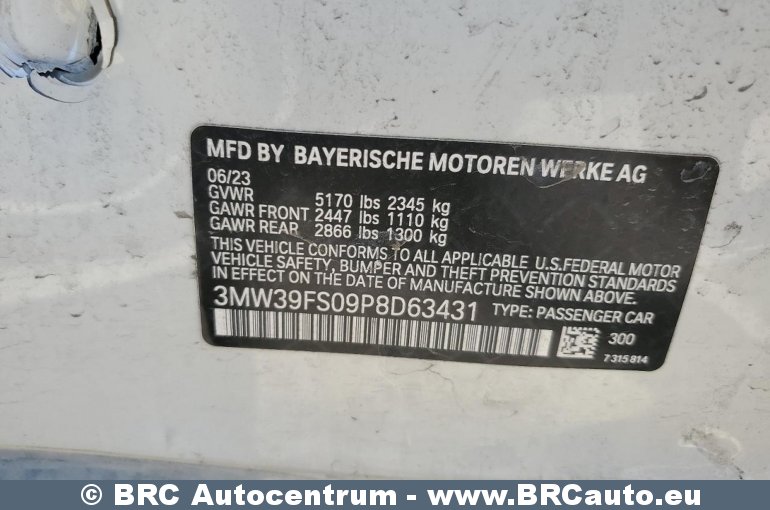 MFD BY BAYERISCHE MOTOREN WERKE AG
06/23
GVWR 5170 lbs 2345 kg
GAWR FRONT 2447 lbs 1110 kg
GAWR REAR 2866 lbs 1300 kg
THIS VEHICLE CONFORMS TO ALL APPLICABLE U.S.FEDERAL MOTOR
VEHICLE SAFETY, BUMPER AND THEFT PREVENTION STANDARDS
IN EFFECT ON THE DATE OF MANUFACTURE SHOWN ABOVE.
3MW39FS09P8D63431 TYPE: PASSENGER CAR
300
7315814
© BRC Autocentrum - www.BRCauto.eu